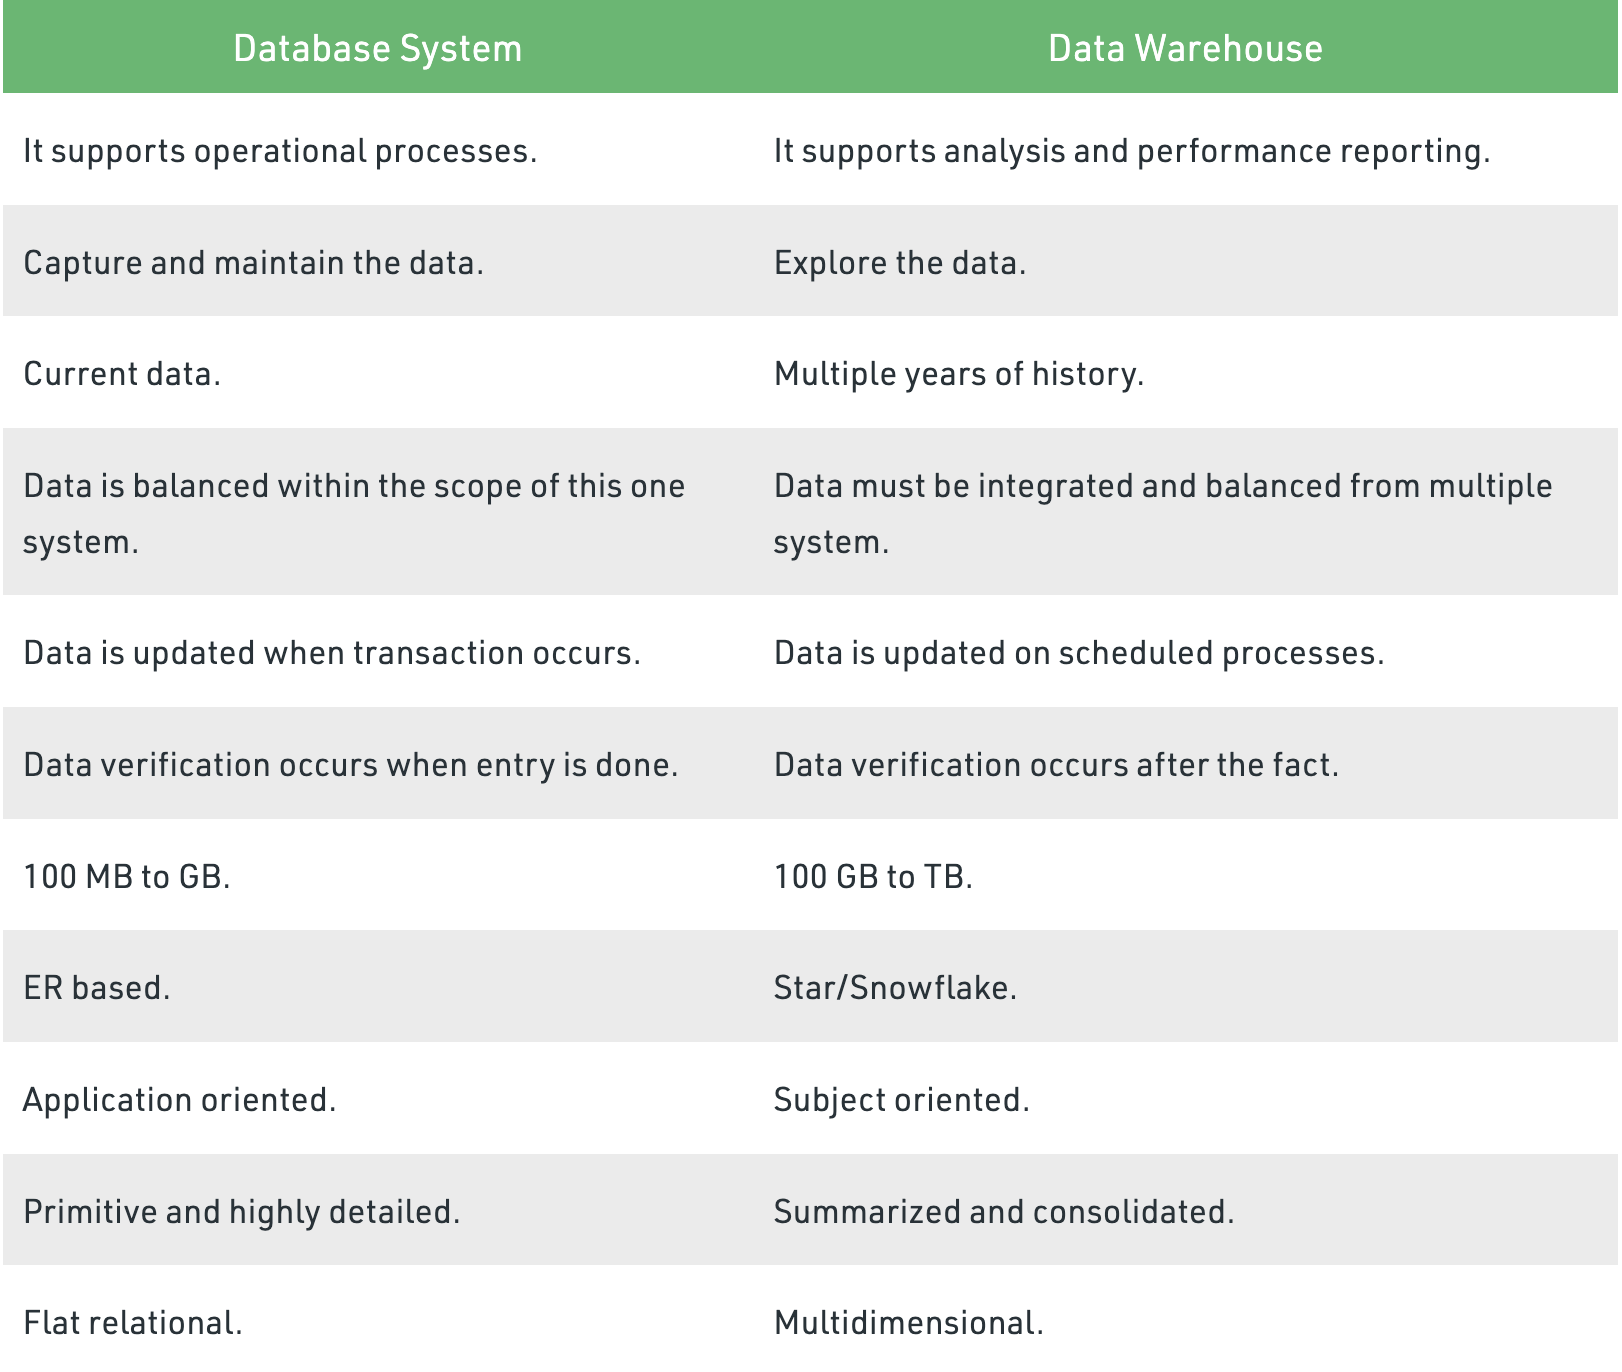 Database System Data Warehouse
It supports operational processes. It supports analysis and performance reporting.
Capture and maintain the data. Explore the data.
Current data. Multiple years of history.
Data is balanced within the scope of this one Data must be integrated and balanced from multiple
system. system.
Data is updated when transaction occurs. Data is updated on scheduled processes.
Data verification occurs when entry is done. Data verification occurs after the fact.
100 MB to GB. 100 GB to TB.
ER based. Star/Snowflake.
Application oriented. Subject oriented.
Primitive and highly detailed. Summarized and consolidated.
Flat relational. Multidimensional.